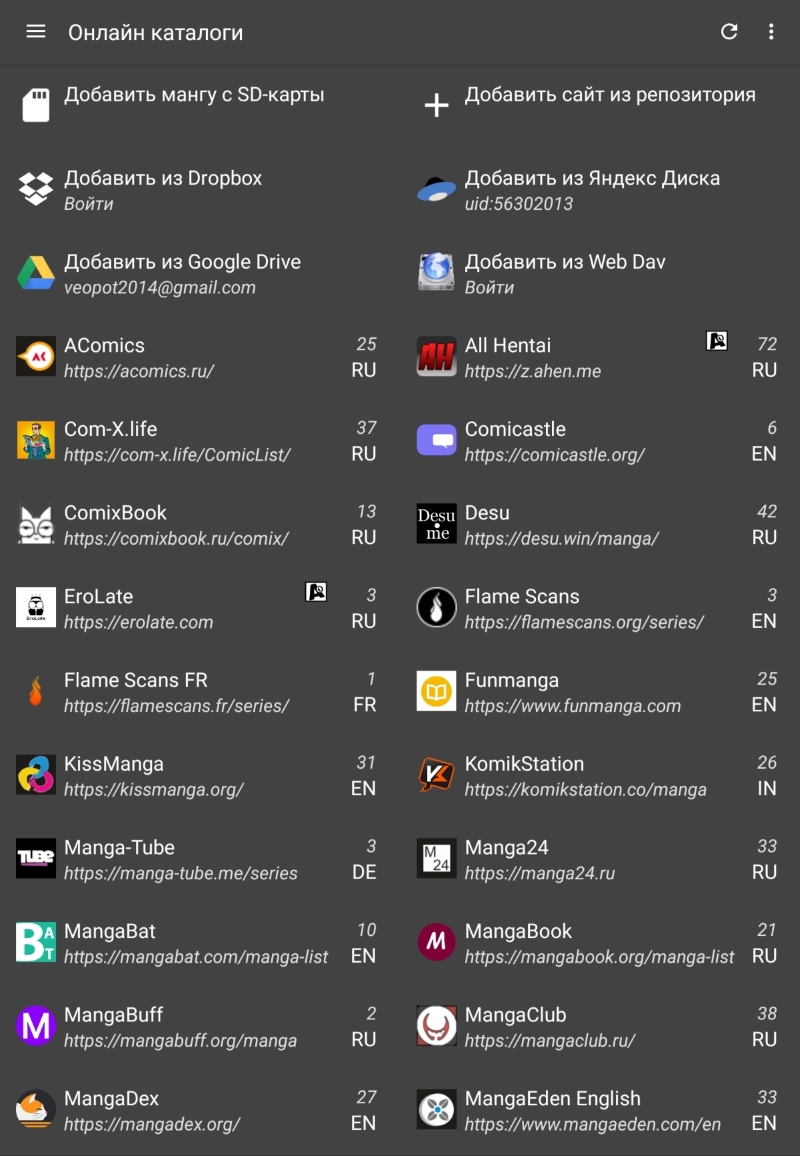 Онлайн каталоги
Добавить мангу с SD-карты
Добавить сайт из репозитория
Добавить из Dropbox
Войти
Добавить из Яндекс Диска
uid:56302013
Добавить из Google Drive
veopot2014@gmail.com
Добавить из Web Dav
Войти
AComics 25
https://acomics.ru/ RU
All Hentai 72
https://z.ahen.me RU
Com-X.life 37
https://com-x.life/ComicList/ RU
Comicastle 6
https://comicastle.org/ EN
ComixBook 13
https://comixbook.ru/comix/ RU
Desu 42
https://desu.win/manga/ RU
Desu
me
EroLate 3
https://erolate.com RU
EroLate
Flame Scans 3
https://flamescans.org/series/ EN
Flame Scans FR 1
https://flamescans.fr/series/ FR
Funmanga 25
https://www.funmanga.com EN
KissManga 31
https://kissmanga.org/ EN
KomikStation 26
https://komikstation.co/manga IN
Manga-Tube 3
https://manga-tube.me/series DE
TUBE
Manga24 33
https://manga24.ru RU
M
24
MangaBat 10
https://mangabat.com/manga-list EN
BAT
MangaBook 21
https://mangabook.org/manga-list RU
M
MangaBuff 2
https://mangabuff.org/manga RU
M
MangaClub 38
https://mangaclub.ru/ RU
MangaDex 27
https://mangadex.org/ EN
MangaEden English 33
https://www.mangaeden.com/en EN